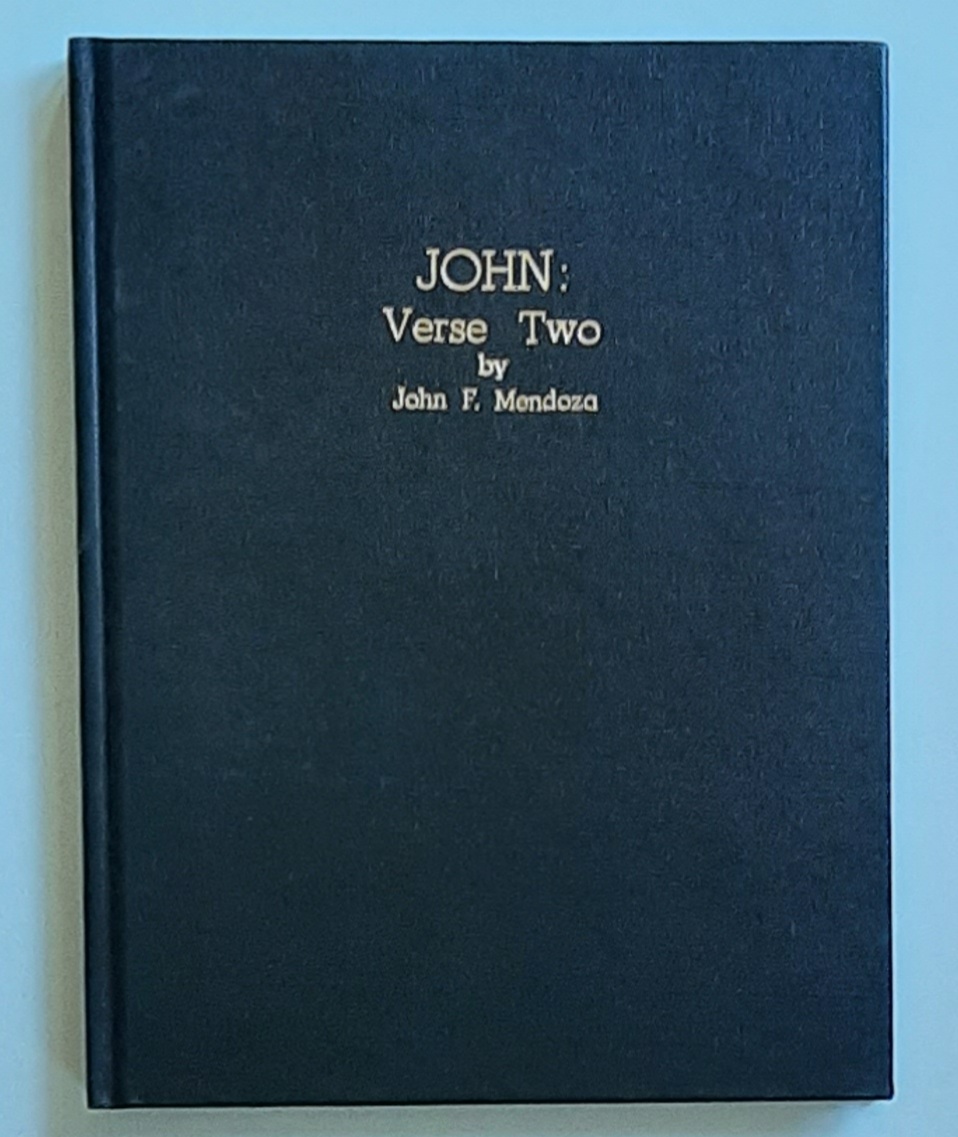 JOHN:
Verse Two
by
John F. Mendoza